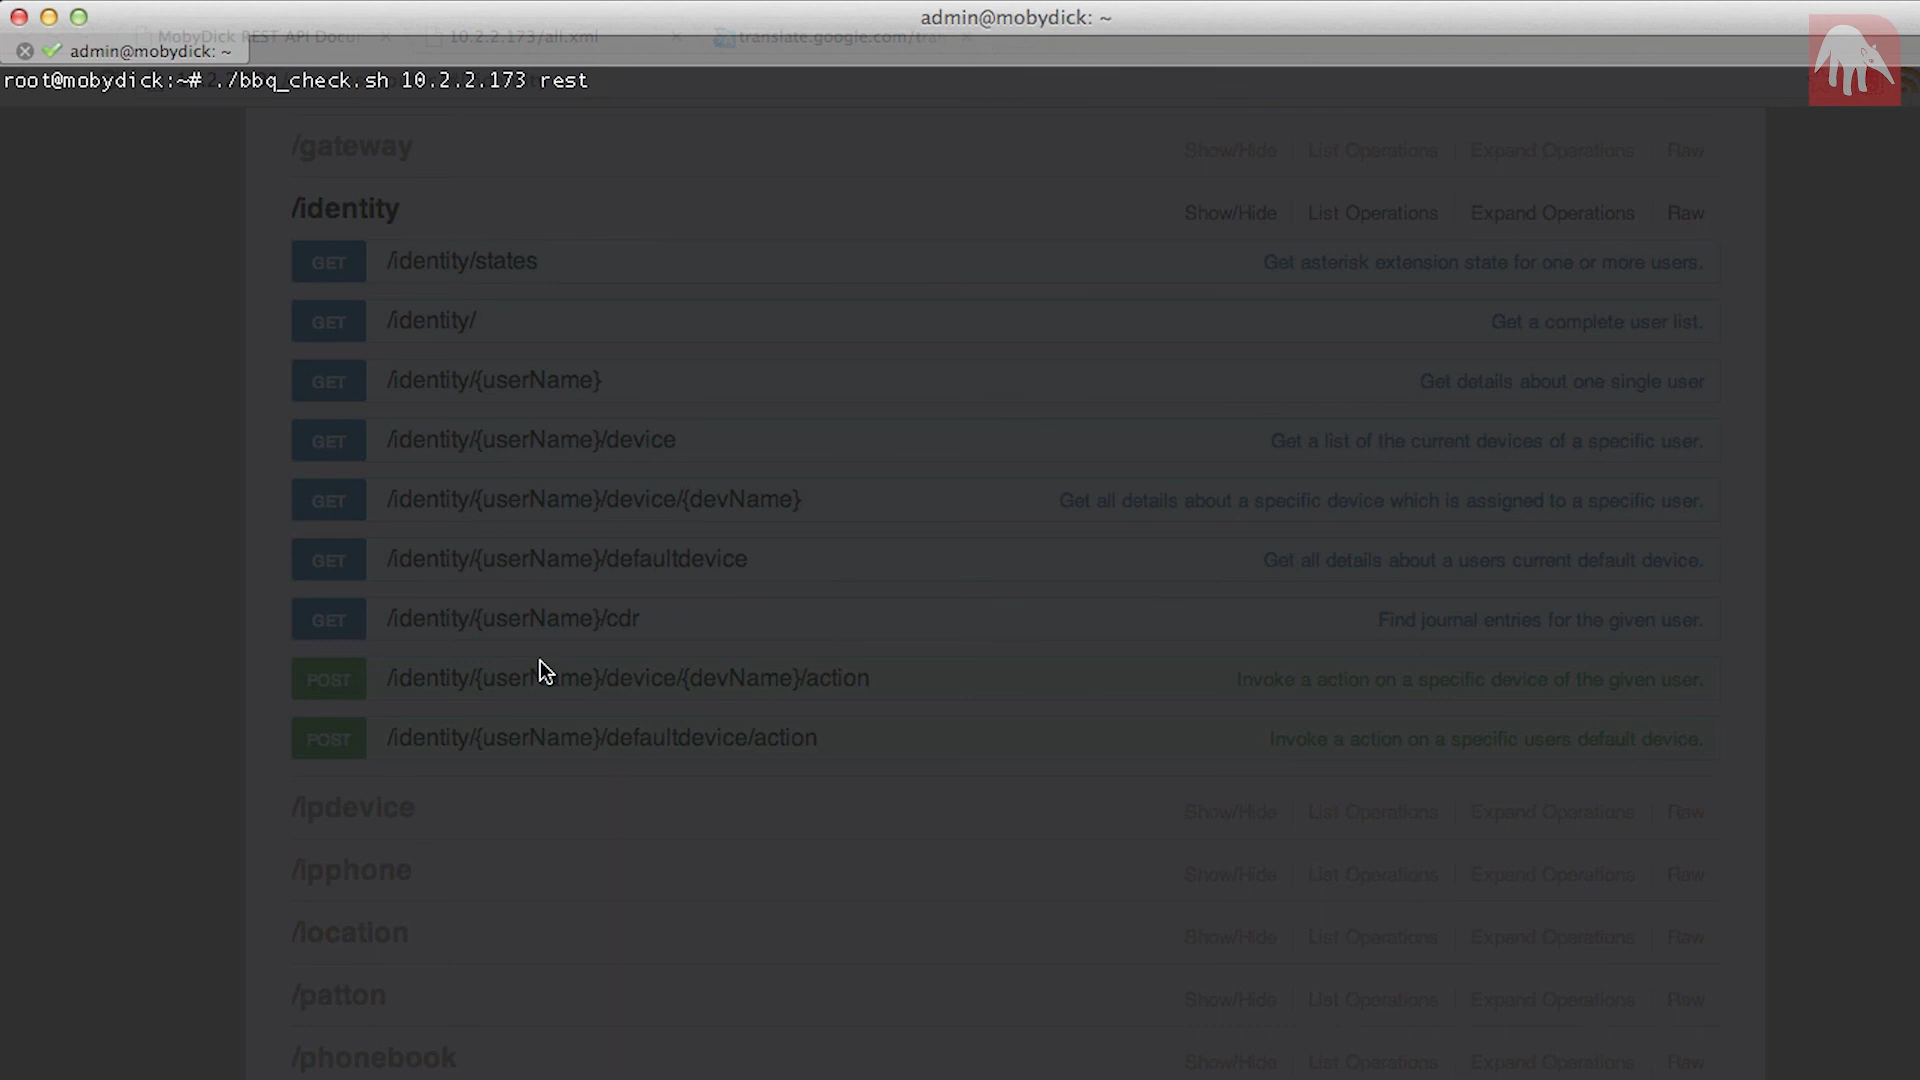 admin@mobydick: ~
MobyDick REST API Docu
10.2.2.173/all.xml
translate.google.com/tra
admin@mobydick: ~
root@mobydick:~# ./bbq_check.sh 10.2.2.173 rest
/gateway Show/Hide List Operations Expand Operations Raw
/identity Show/Hide List Operations Expand Operations Raw
GET /identity/states Get asterisk extension state for one or more users.
GET /identity/ Get a complete user list.
GET /identity/{userName} Get details about one single user
GET /identity/{userName}/device Get a list of the current devices of a specific user.
GET /identity/{userName}/device/{devName} Get all details about a specific device which is assigned to a specific user.
GET /identity/{userName}/defaultdevice Get all details about a users current default device.
GET /identity/{userName}/cdr Find journal entries for the given user.
POST /identity/{userName}/device/{devName}/action Invoke a action on a specific device of the given user.
POST /identity/{userName}/defaultdevice/action Invoke a action on a specific users default device.
/ipdevice Show/Hide List Operations Expand Operations Raw
/ipphone Show/Hide List Operations Expand Operations Raw
/location Show/Hide List Operations Expand Operations Raw
/patton Show/Hide List Operations Expand Operations Raw
/phonebook Show/Hide List Operations Expand Operations Raw